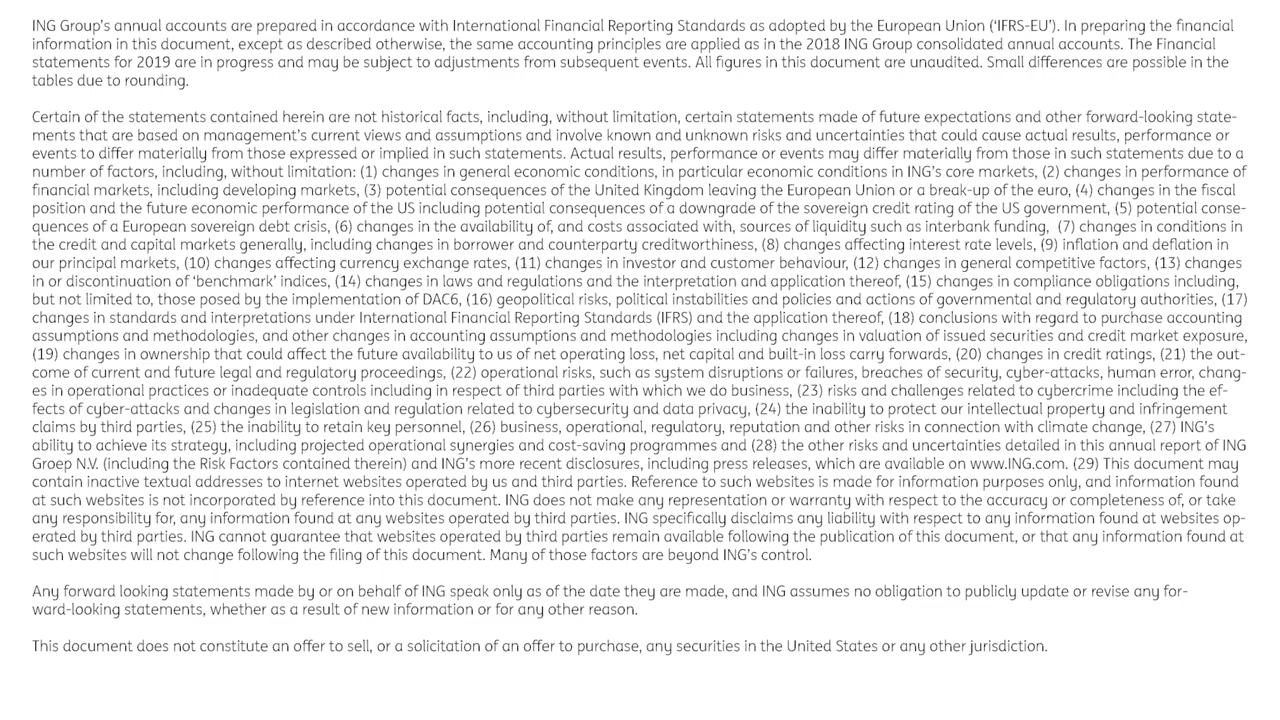 ING Group's annual accounts are prepared in accordance with International Financial Reporting Standards as adopted by the European Union ('IFRS-EU'). In preparing the financial
information in this document, except as described otherwise, the same accounting principles are applied as in the 2018 ING Group consolidated annual accounts. The Financial
statements for 2019 are in progress and may be subject to adjustments from subsequent events. All figures in this document are unaudited. Small differences are possible in the
tables due to rounding.
Certain of the statements contained herein are not historical facts, including, without limitation, certain statements made of future expectations and other forward-looking state-
ments that are based on management's current views and assumptions and involve known and unknown risks and uncertainties that could cause actual results, performance or
events to differ materially from those expressed or implied in such statements. Actual results, performance or events may differ materially from those in such statements due to a
number of factors, including, without limitation: (1) changes in general economic conditions, in particular economic conditions in ING's core markets, (2) changes in performance of
financial markets, including developing markets, (3) potential consequences of the United Kingdom leaving the European Union or a break-up of the euro, (4) changes in the fiscal
position and the future economic performance of the US including potential consequences of a downgrade of the sovereign credit rating of the US government, (5) potential conse-
quences of a European sovereign debt crisis, (6) changes in the availability of, and costs associated with, sources of liquidity such as interbank funding, (7) changes in conditions in
the credit and capital markets generally, including changes in borrower and counterparty creditworthiness, (8) changes affecting interest rate levels, (9) inflation and deflation in
our principal markets, (10) changes affecting currency exchange rates, (11) changes in investor and customer behaviour, (12) changes in general competitive factors, (13) changes
in or discontinuation of 'benchmark' indices, (14) changes in laws and regulations and the interpretation and application thereof, (15) changes in compliance obligations including,
but not limited to, those posed by the implementation of DAC6, (16) geopolitical risks, political instabilities and policies and actions of governmental and regulatory authorities, (17)
changes in standards and interpretations under International Financial Reporting Standards (IFRS) and the application thereof, (18) conclusions with regard to purchase accounting
assumptions and methodologies, and other changes in accounting assumptions and methodologies including changes in valuation of issued securities and credit market exposure,
(19) changes in ownership that could affect the future availability to us of net operating loss, net capital and built-in loss carry forwards, (20) changes in credit ratings, (21) the out-
come of current and future legal and regulatory proceedings, (22) operational risks, such as system disruptions or failures, breaches of security, cyber-attacks, human error, chang-
es in operational practices or inadequate controls including in respect of third parties with which we do business, (23) risks and challenges related to cybercrime including the ef-
fects of cyber-attacks and changes in legislation and regulation related to cybersecurity and data privacy, (24) the inability to protect our intellectual property and infringement
claims by third parties, (25) the inability to retain key personnel, (26) business, operational, regulatory, reputation and other risks in connection with climate change, (27) ING's
ability to achieve its strategy, including projected operational synergies and cost-saving programmes and (28) the other risks and uncertainties detailed in this annual report of ING
Groep N.V. (including the Risk Factors contained therein) and ING's more recent disclosures, including press releases, which are available on www.ING.com. (29) This document may
contain inactive textual addresses to internet websites operated by us and third parties. Reference to such websites is made for information purposes only, and information found
at such websites is not incorporated by reference into this document. ING does not make any representation or warranty with respect to the accuracy or completeness of, or take
any responsibility for, any information found at any websites operated by third parties. ING specifically disclaims any liability with respect to any information found at websites op-
erated by third parties. ING cannot guarantee that websites operated by third parties remain available following the publication of this document, or that any information found at
such websites will not change following the filing of this document. Many of those factors are beyond ING's control.
Any forward looking statements made by or on behalf of ING speak only as of the date they are made, and ING assumes no obligation to publicly update or revise any for-
ward-looking statements, whether as a result of new information or for any other reason.
This document does not constitute an offer to sell, or a solicitation of an offer to purchase, any securities in the United States or any other jurisdiction.